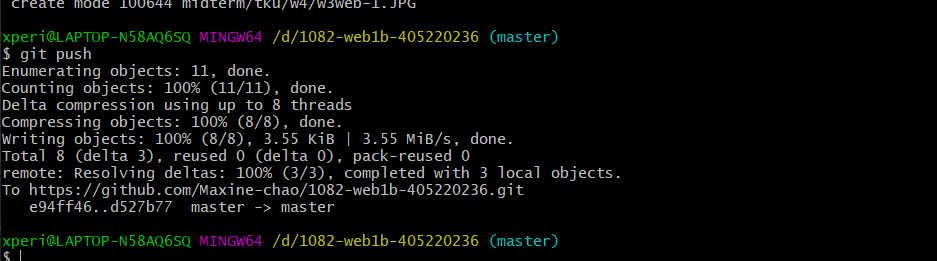 create mode 100644 midterm/tku/w4/w3web-1.JPG
xperi@LAPTOP-N58AQ6SQ MINGW64 /d/1082-web1b-405220236 (master)
$ git push
Enumerating objects: 11, done.
Counting objects: 100% (11/11), done.
Delta compression using up to 8 threads
Compressing objects: 100% (8/8), done.
Writing objects: 100% (8/8), 3.55 KiB | 3.55 MiB/s, done.
Total 8 (delta 3), reused 0 (delta 0), pack-reused 0
remote: Resolving deltas: 100% (3/3), completed with 3 local objects.
To https://github.com/Maxine-chao/1082-web1b-405220236.git
   e94ff46..d527b77  master -> master
xperi@LAPTOP-N58AQ6SQ MINGW64 /d/1082-web1b-405220236 (master)
$